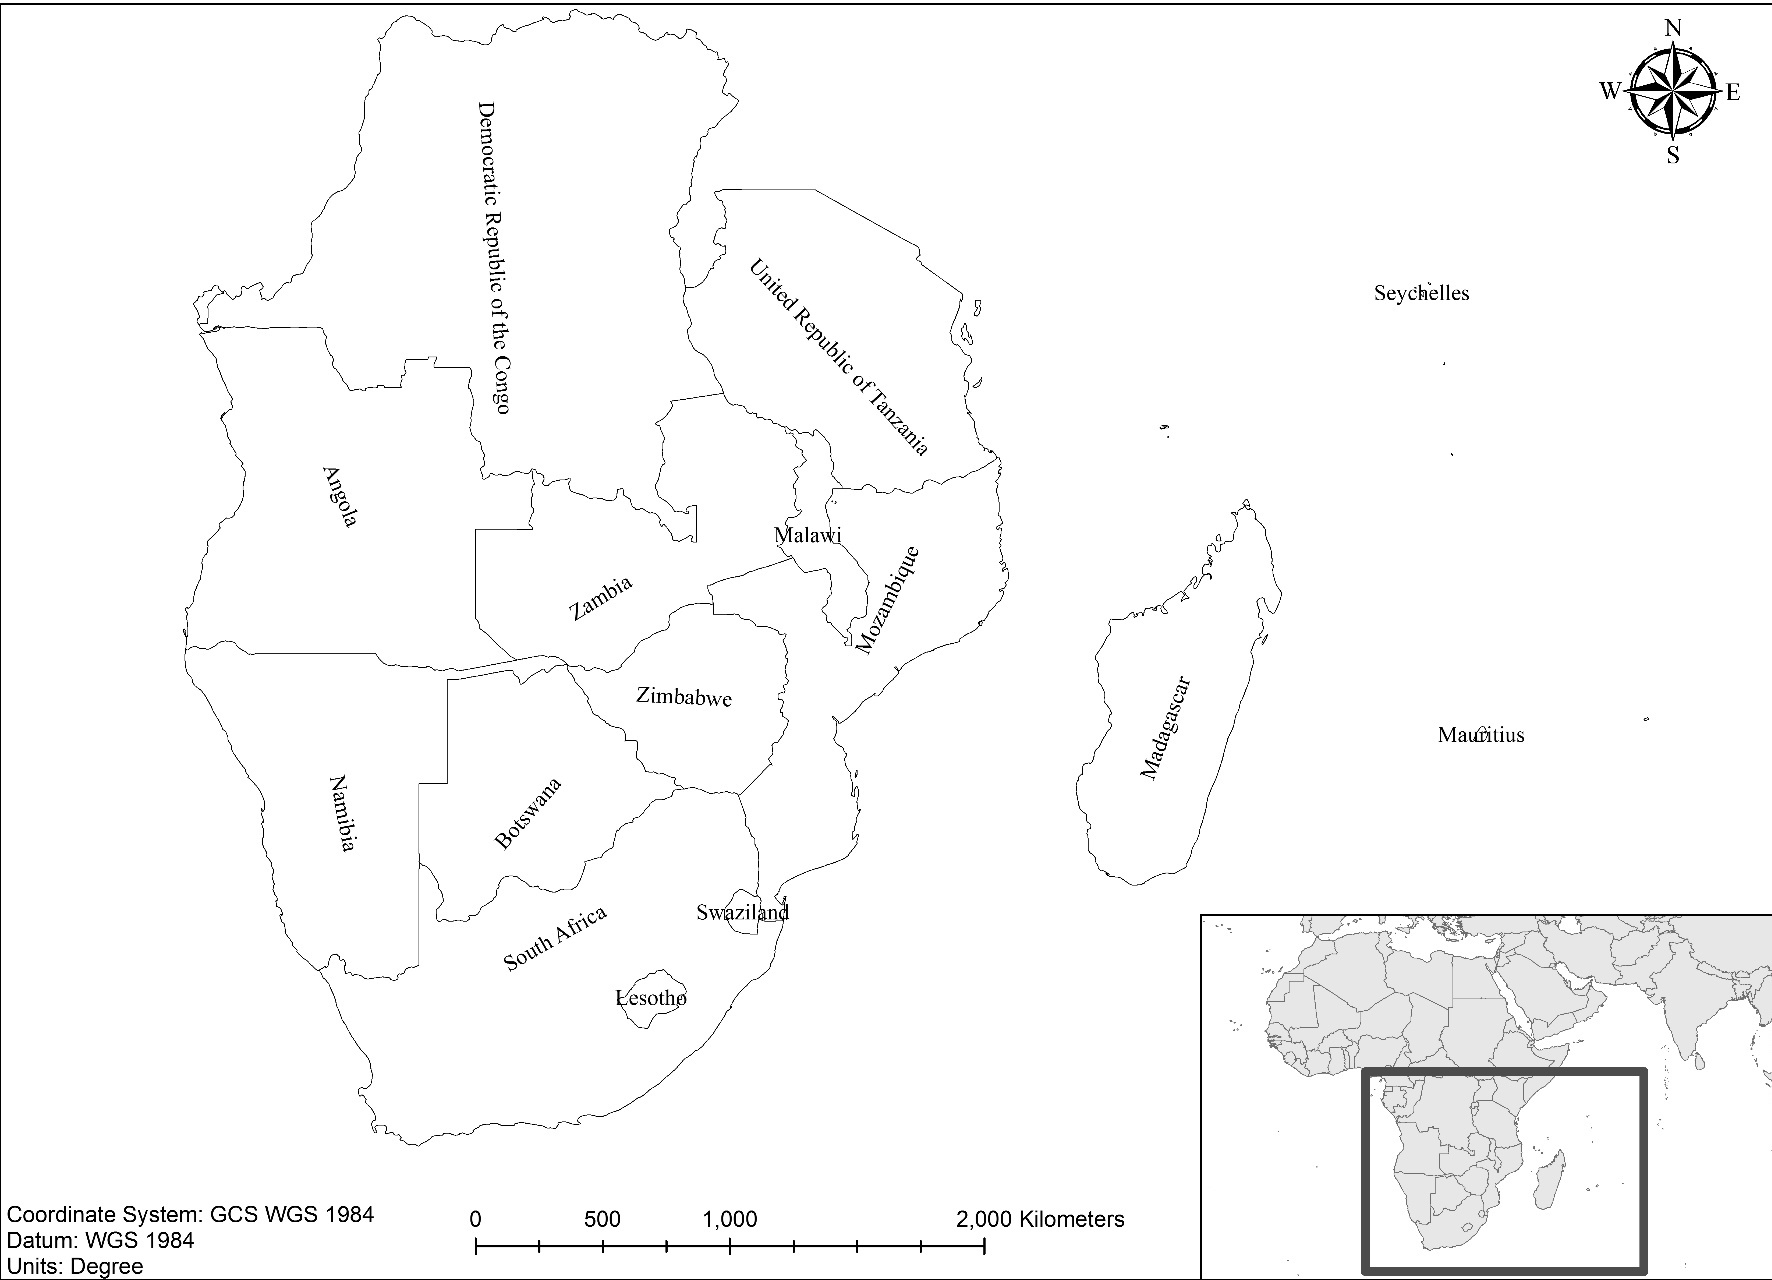 N
W E
S
Democratic Republic of the Congo
United Republic of Tanzania
Seychelles
Angola
Malawi
Zambia
Mozambique
Zimbabwe
Madagascar
Mauritius
Namibia
Botswana
Swaziland
South Africa
Lesotho
Coordinate System: GCS WGS 1984
Datum: WGS 1984
Units: Degree
0 500 1,000 2,000 Kilometers